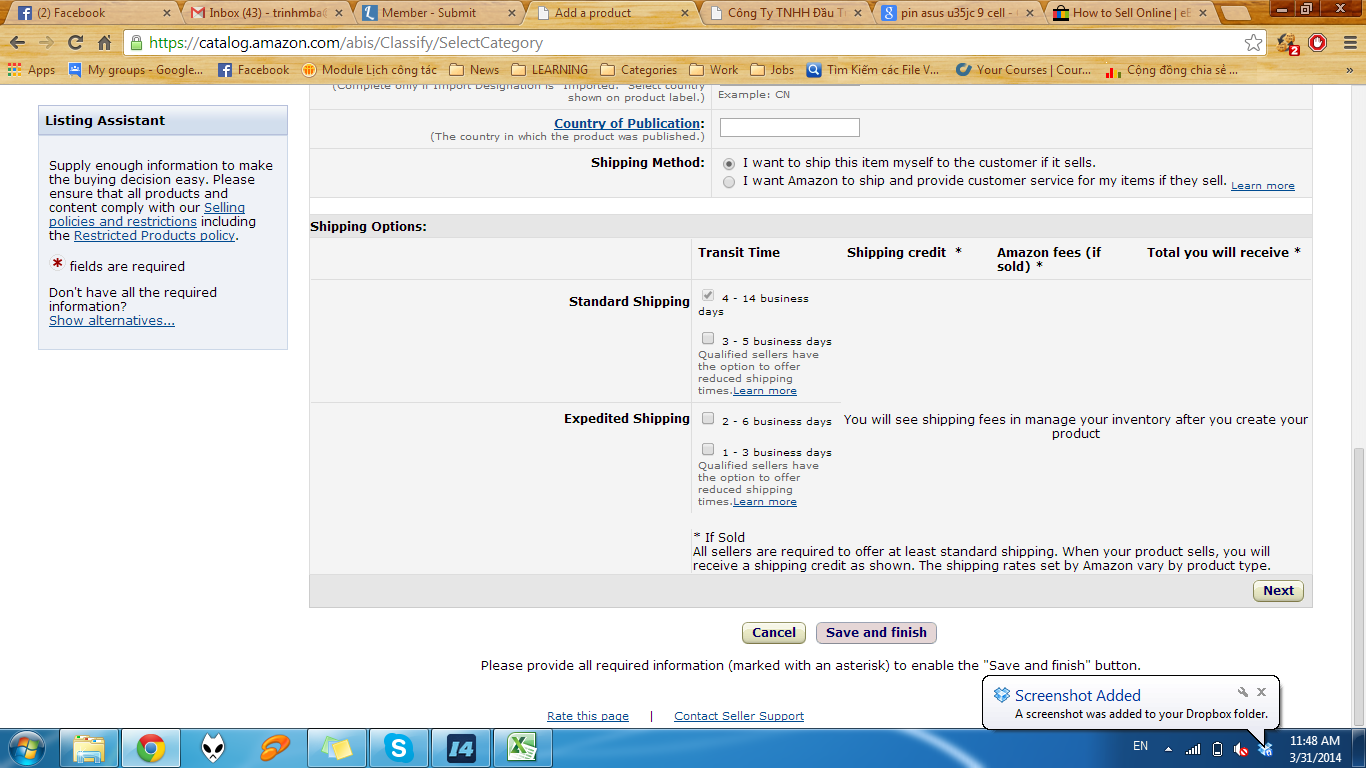 (2) Facebook
Inbox (43) - trinhmba@
Member - Submit
Add a product
Công Ty TNHH Đầu T
pin asus u35jc 9 cell -
How to Sell Online | eB
https://catalog.amazon.com/abis/Classify/SelectCategory
2
Apps
My groups - Google...
Facebook
Module Lịch công tác
News
LEARNING
Categories
Work
Jobs
Tìm Kiếm các File V...
Your Courses | Cour...
Cộng đồng chia sẻ ...
»
Listing Assistant
Supply enough information to make
the buying decision easy. Please
ensure that all products and
content comply with our Selling
policies and restrictions including
the Restricted Products policy.
* fields are required
Don't have all the required
information?
Show alternatives...
(Complete only if Import Designation is "Imported." Select country
shown on product label.)
Example: CN
Country of Publication:
(The country in which the product was published.)
Shipping Method:
I want to ship this item myself to the customer if it sells.
I want Amazon to ship and provide customer service for my items if they sell. Learn more
Shipping Options:
Transit Time
Shipping credit *
Amazon fees (if
sold) *
Total you will receive *
Standard Shipping
4 - 14 business
days
3 - 5 business days
Qualified sellers have
the option to offer
reduced shipping
times.Learn more
Expedited Shipping
2 - 6 business days
1 - 3 business days
Qualified sellers have
the option to offer
reduced shipping
times.Learn more
You will see shipping fees in manage your inventory after you create your
product
* If Sold
All sellers are required to offer at least standard shipping. When your product sells, you will
receive a shipping credit as shown. The shipping rates set by Amazon vary by product type.
Next
Cancel
Save and finish
Please provide all required information (marked with an asterisk) to enable the "Save and finish" button.
Screenshot Added
A screenshot was added to your Dropbox folder.
Rate this page | Contact Seller Support
EN
11:48 AM
3/31/2014